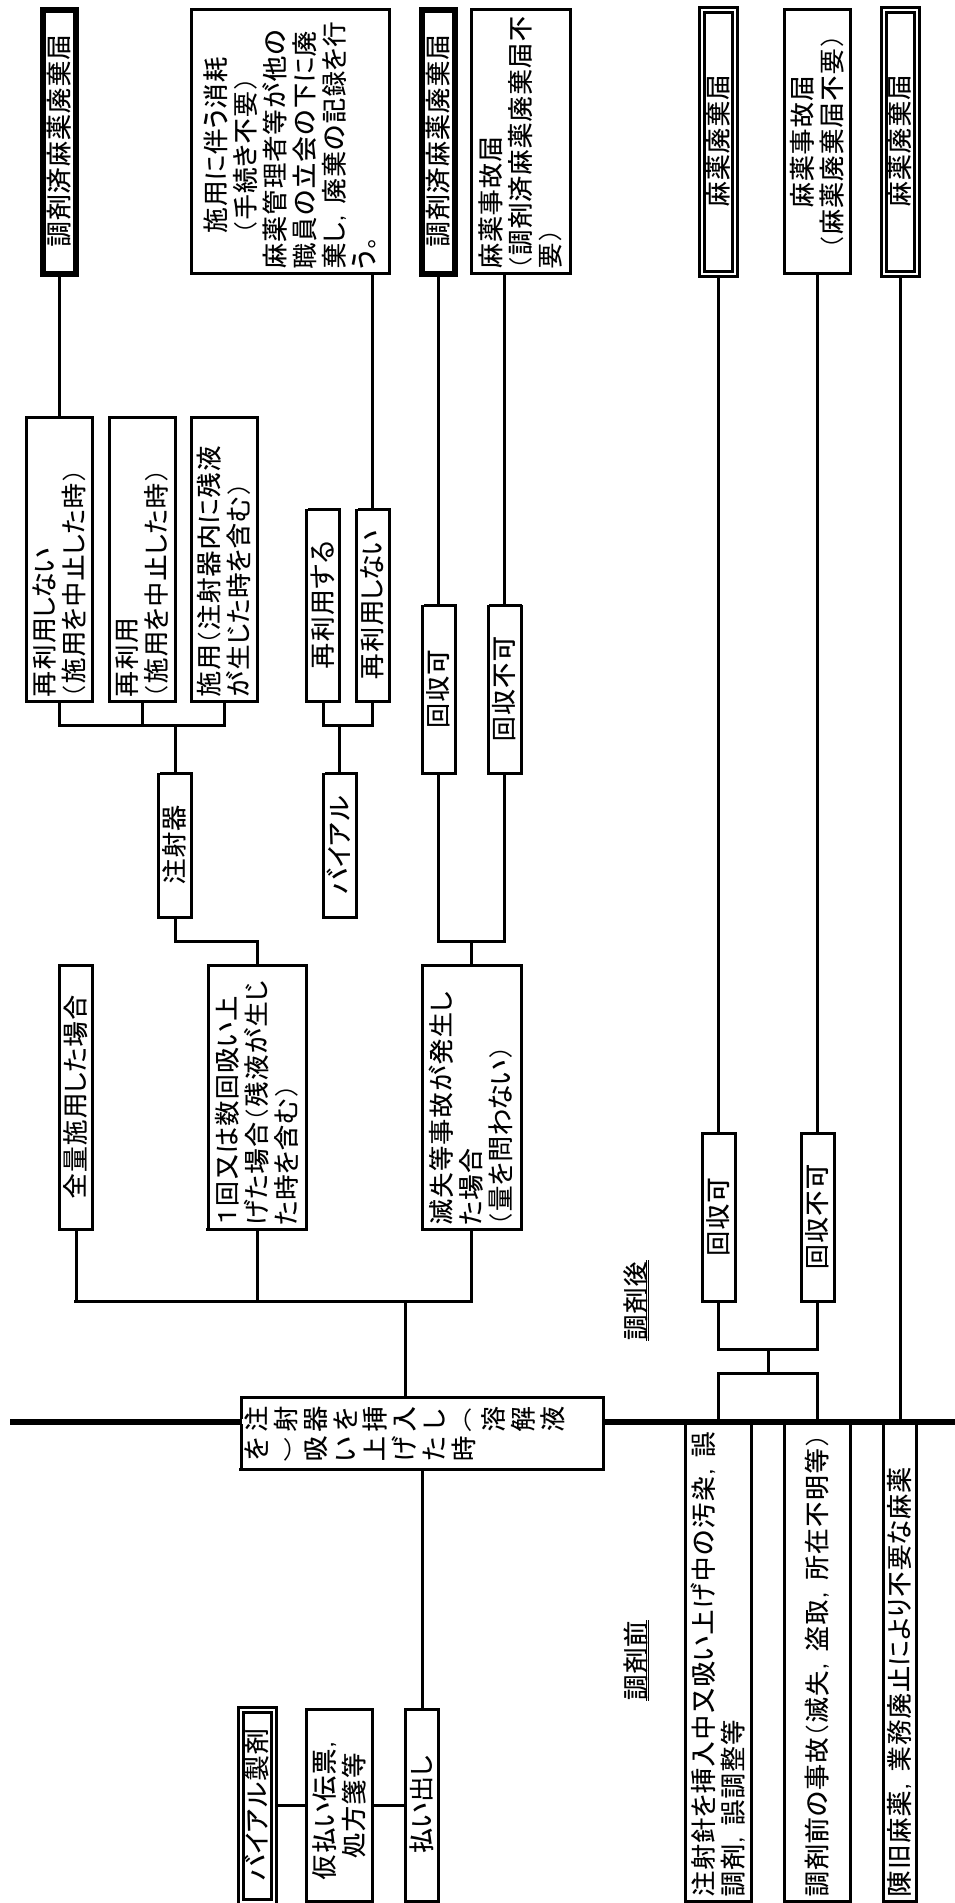 バイアル製剤
仮払い伝票,
処方箋等
払い出し
注射器を挿入し（溶解液
を）吸い上げた時
全量施用した場合
１回又は数回吸い上
げた場合（残液が生じ
た時を含む）
滅失等事故が発生し
た場合
（量を問わない）
注射器
バイアル
再利用しない
（施用を中止した時）
再利用
（施用を中止した時）
施用（注射器内に残液
が生じた時を含む）
再利用する
再利用しない
回収可
回収不可
調剤済麻薬廃棄届
施用に伴う消耗
（手続き不要）
麻薬管理者等が他の
職員の立会の下に廃
棄し, 廃棄の記録を行
う。
調剤済麻薬廃棄届
麻薬事故届
（調剤済麻薬廃棄届不
要）
調剤前
調剤後
注射針を挿入中又吸い上げ中の汚染, 誤
調剤, 誤調整等
調剤前の事故（滅失, 盗取, 所在不明等）
陳旧麻薬, 業務廃止により不要な麻薬
回収可
回収不可
麻薬廃棄届
麻薬事故届
（麻薬廃棄届不要）
麻薬廃棄届